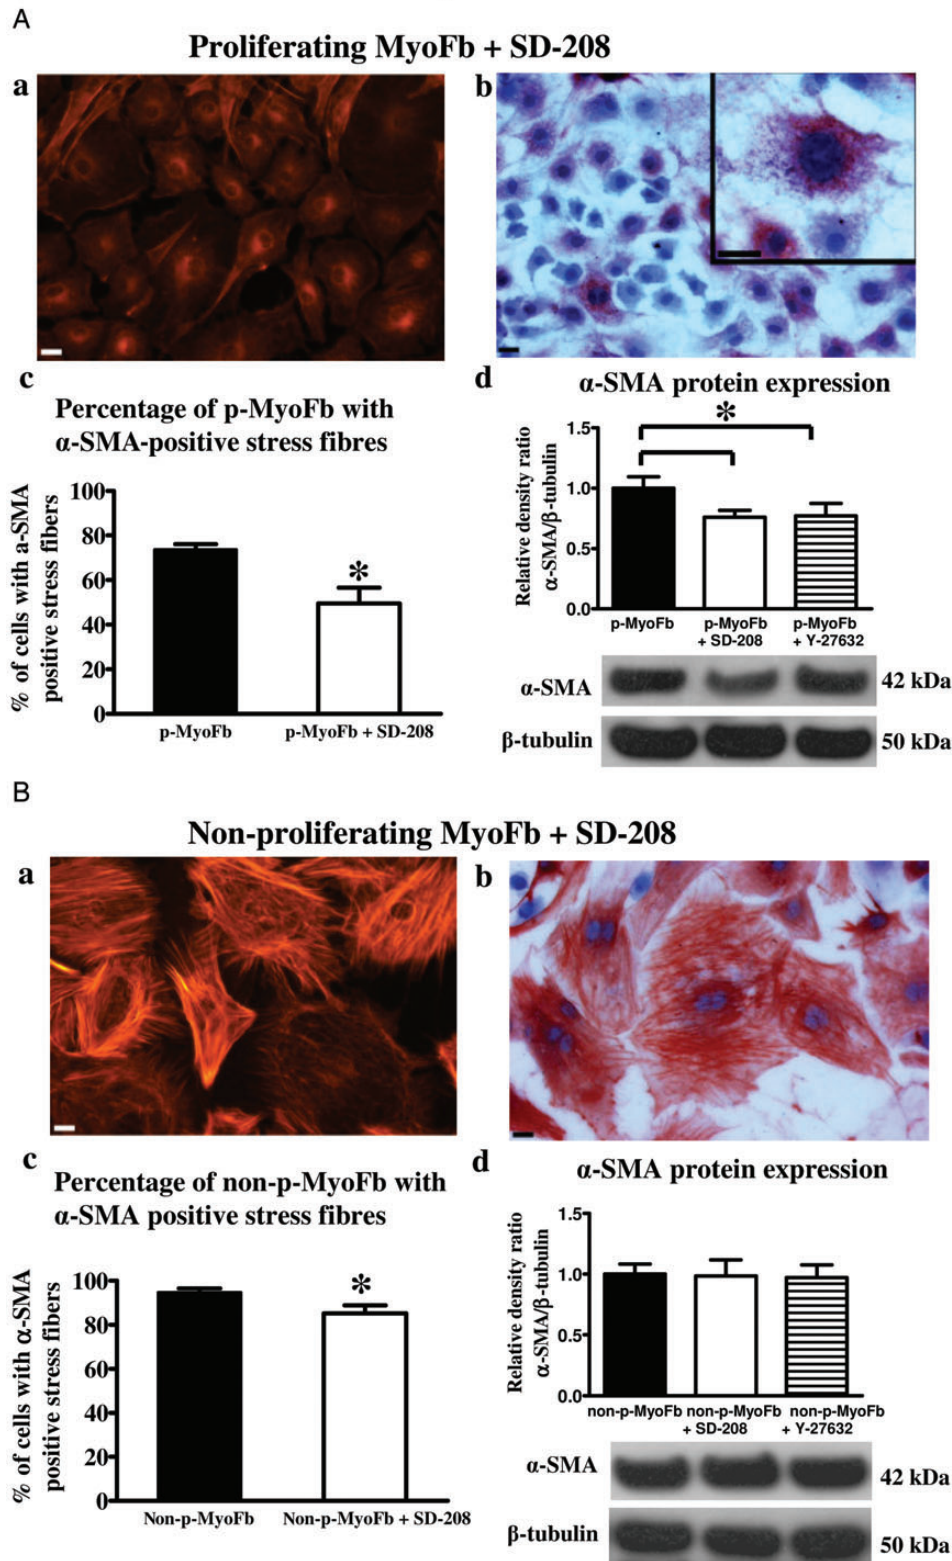 A
Proliferating MyoFb + SD-208
a
b
c
Percentage of p-MyoFb with
α-SMA-positive stress fibres
% of cells with a-SMA
positive stress fibers
100
80
60
40
20
0
*
p-MyoFb
p-MyoFb + SD-208
d
α-SMA protein expression
Relative density ratio
α-SMA/β-tubulin
1.5
1.0
0.5
0.0
*
p-MyoFb
p-MyoFb
+ SD-208
p-MyoFb
+ Y-27632
α-SMA
42 kDa
β-tubulin
50 kDa
B
Non-proliferating MyoFb + SD-208
a
b
c
Percentage of non-p-MyoFb with
α-SMA positive stress fibres
% of cells with α-SMA
positive stress fibers
100
80
60
40
20
0
*
Non-p-MyoFb
Non-p-MyoFb + SD-208
d
α-SMA protein expression
Relative density ratio
α-SMA/β-tubulin
1.5
1.0
0.5
0.0
non-p-MyoFb
non-p-MyoFb
+ SD-208
non-p-MyoFb
+ Y-27632
α-SMA
42 kDa
β-tubulin
50 kDa